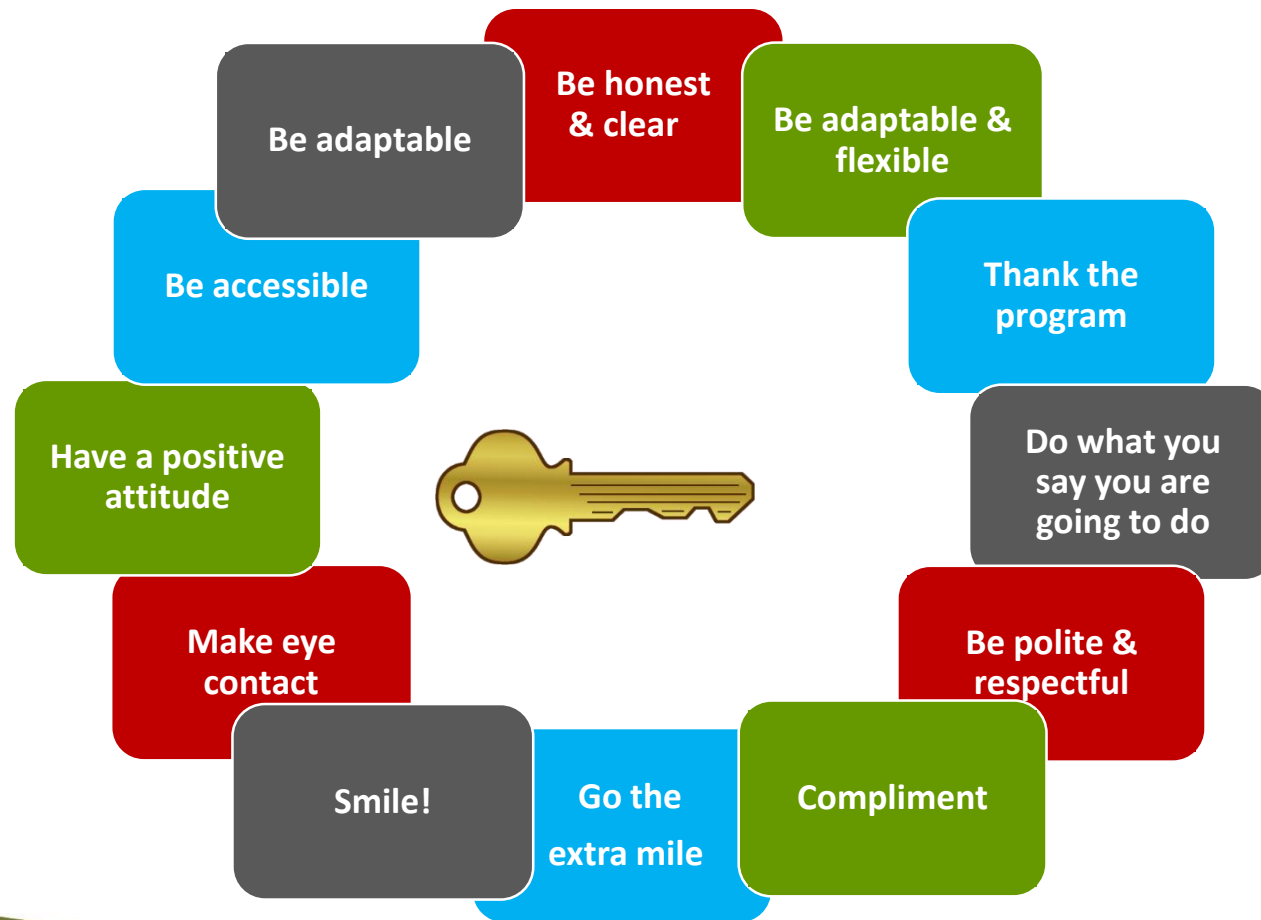 Be honest
& clear
Be adaptable &
flexible
Thank the
program
Do what you
say you are
going to do
Be polite &
respectful
Compliment
Go the
extra mile
Smile!
Make eye
contact
Have a positive
attitude
Be accessible
Be adaptable